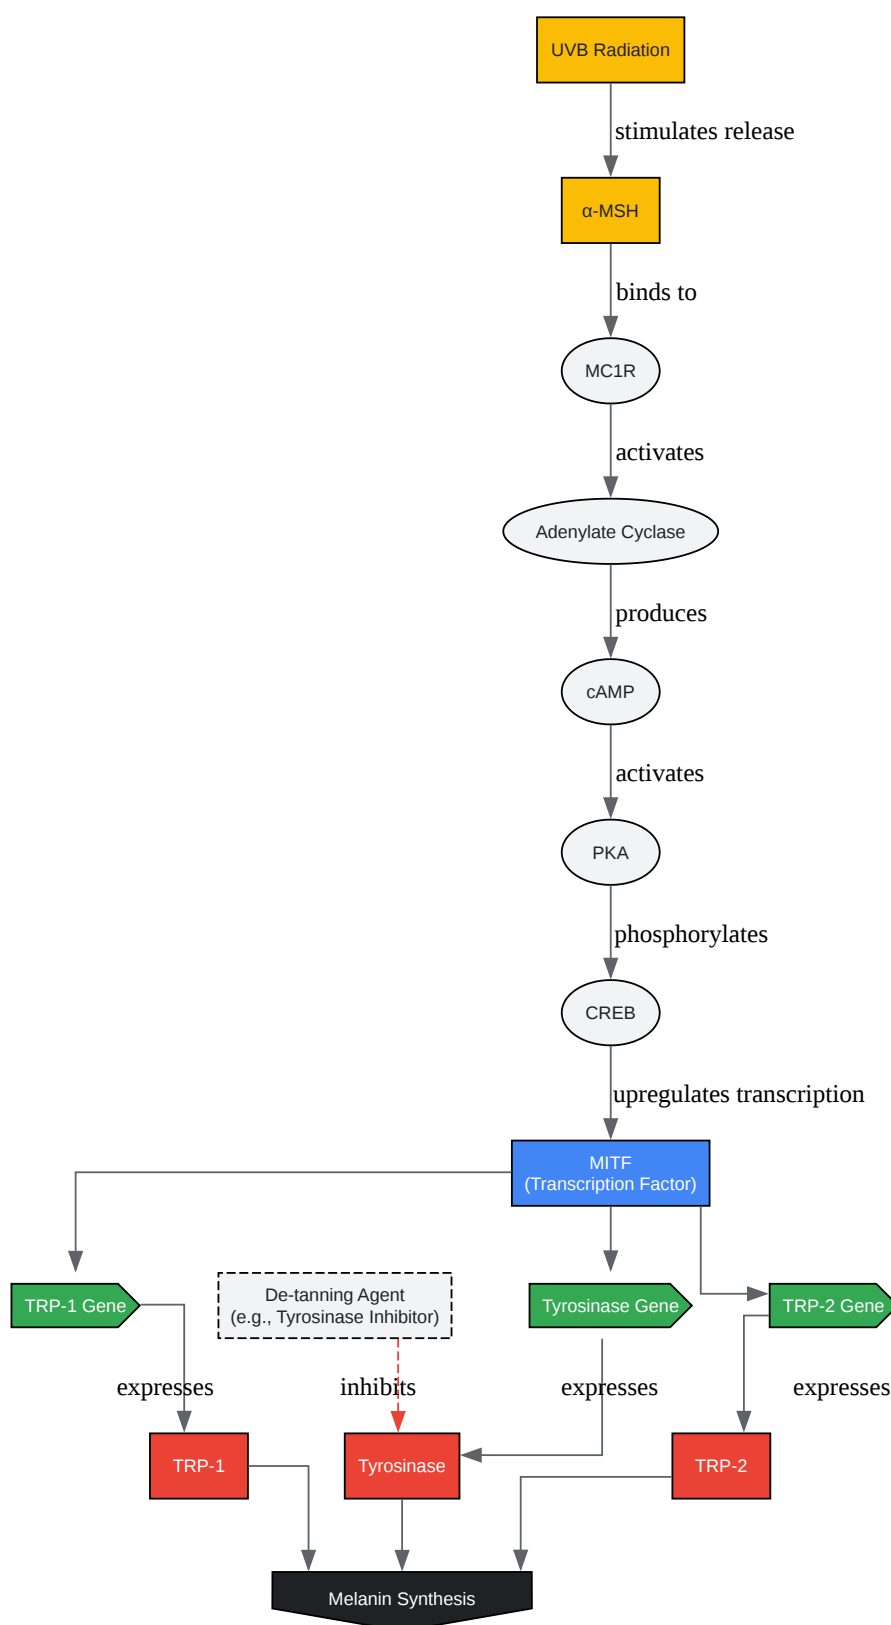 UVB Radiation
stimulates release
α-MSH
binds to
MC1R
activates
Adenylate Cyclase
produces
cAMP
activates
PKA
phosphorylates
CREB
upregulates transcription
MITF
(Transcription Factor)
TRP-1 Gene
De-tanning Agent
(e.g., Tyrosinase Inhibitor)
Tyrosinase Gene
TRP-2 Gene
expresses
inhibits
expresses
expresses
TRP-1
Tyrosinase
TRP-2
Melanin Synthesis